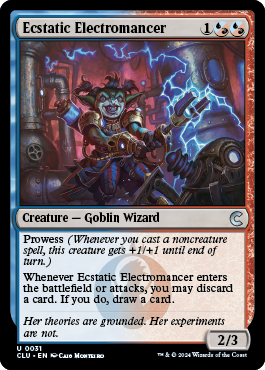 Ecstatic Electromancer 1
Creature — Goblin Wizard C
Prowess (Whenever you cast a noncreature
spell, this creature gets +1/+1 until end of
turn.)
Whenever Ecstatic Electromancer enters
the battlefield or attacks, you may discard
a card. If you do, draw a card.
Her theories are grounded. Her experiments
are not.
2/3
U 0031
CLU • EN Caio Monteiro
™ & © 2024 Wizards of the Coast